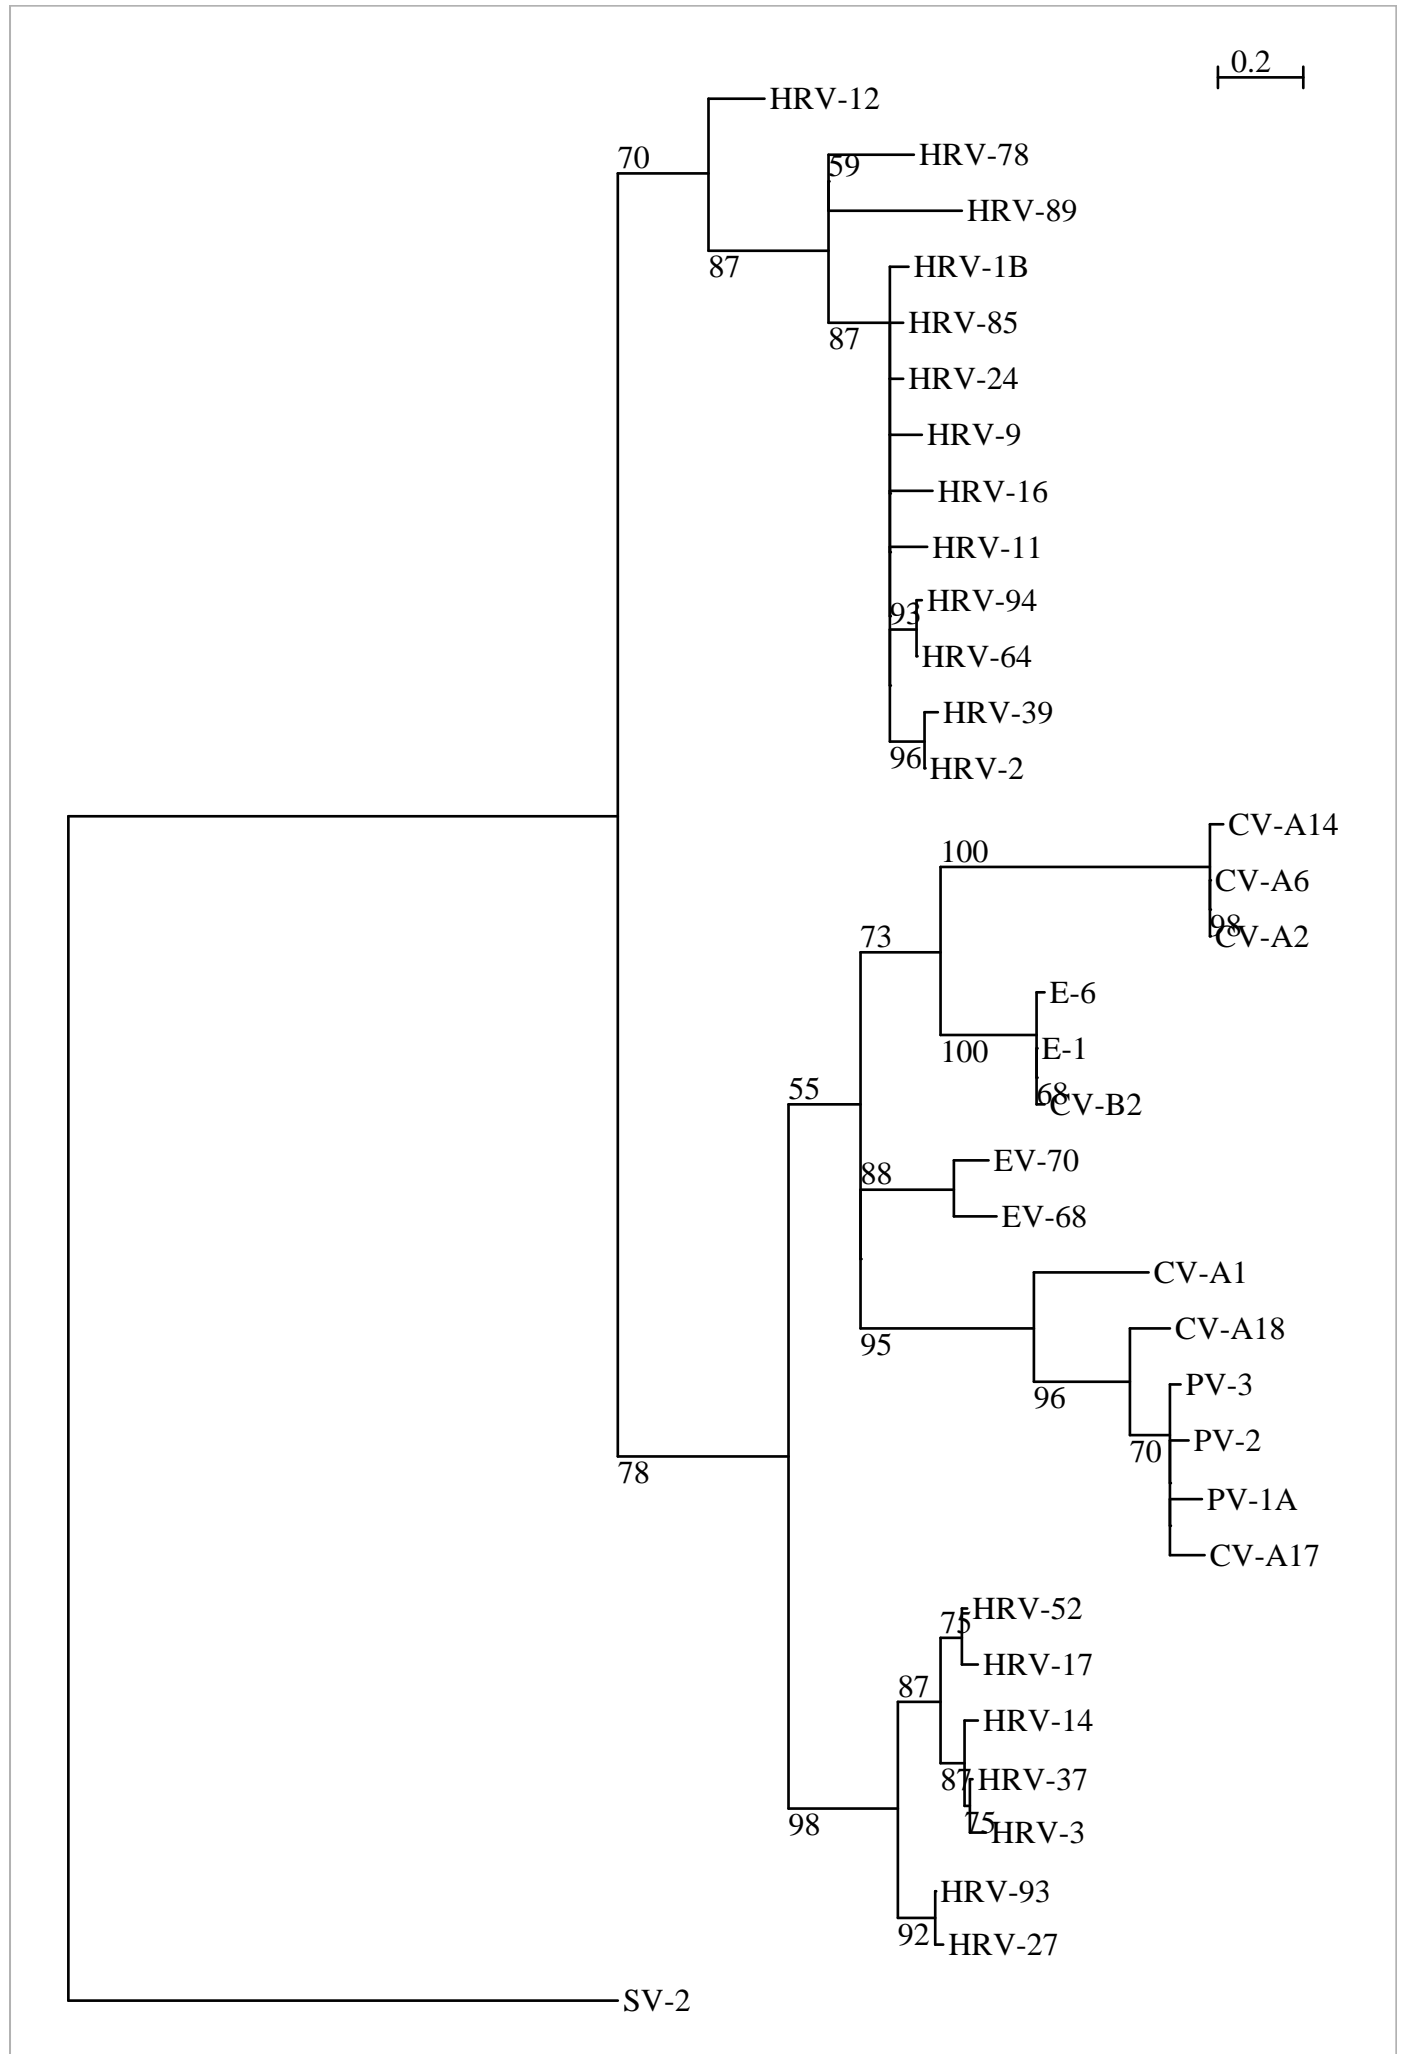 0.2
HRV-12
70
59
HRV-78
HRV-89
87
HRV-1B
HRV-85
87
HRV-24
HRV-9
HRV-16
HRV-11
HRV-94
93
HRV-64
HRV-39
96
HRV-2
CV-A14
100
CV-A6
98
CV-A2
73
E-6
100
E-1
68
CV-B2
55
EV-70
88
EV-68
CV-A1
95
CV-A18
96
PV-3
70
PV-2
78
PV-1A
CV-A17
HRV-52
75
HRV-17
87
HRV-14
87
HRV-37
75
HRV-3
98
HRV-93
92
HRV-27
SV-2